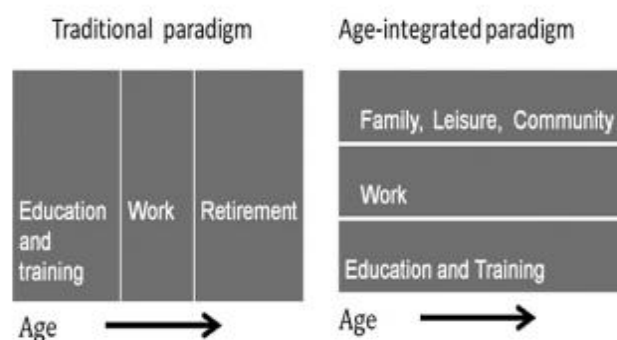 Traditional paradigm
Education
and
training
Work
Retirement
Age
Age-integrated paradigm
Family, Leisure, Community
Work
Education and Training
Age